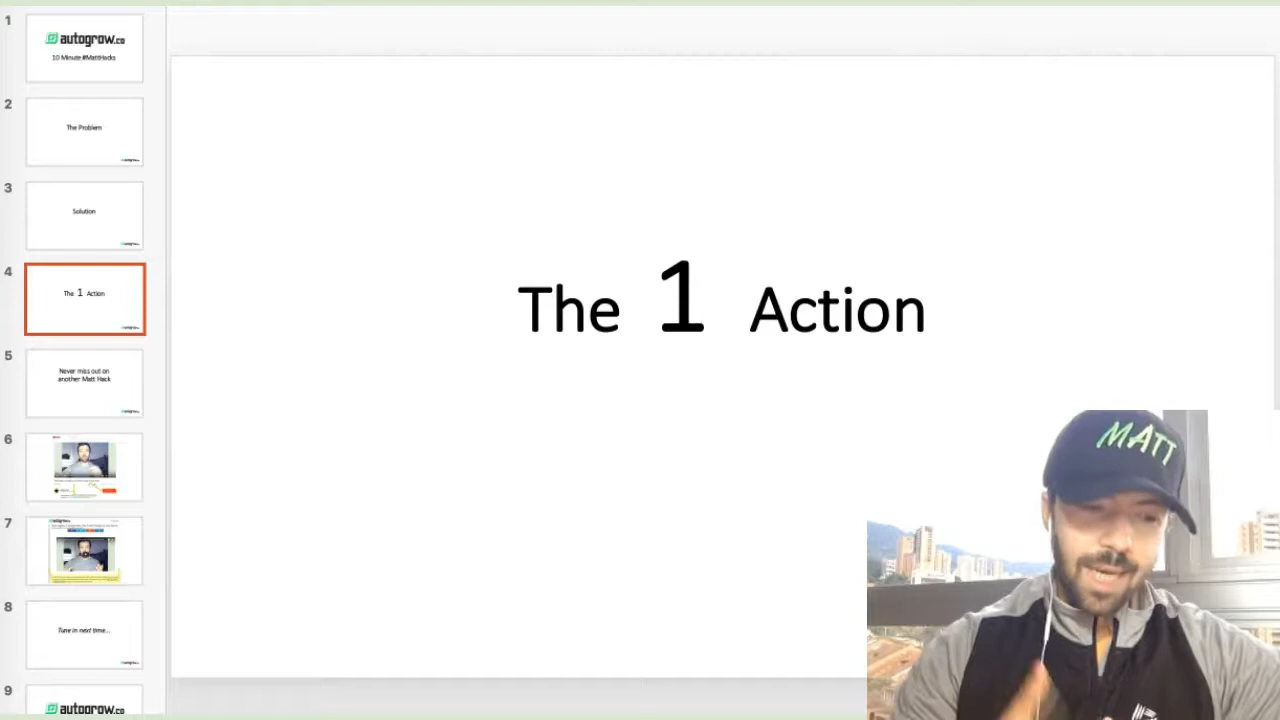 1
autogrow.co
10 Minute #MattHacks
2
The Problem
3
Solution
4
The 1 Action
5
Never miss out on
another Matt Hack
6
7
8
Tune in next time...
9
autogrow.co
The 1 Action
MATT